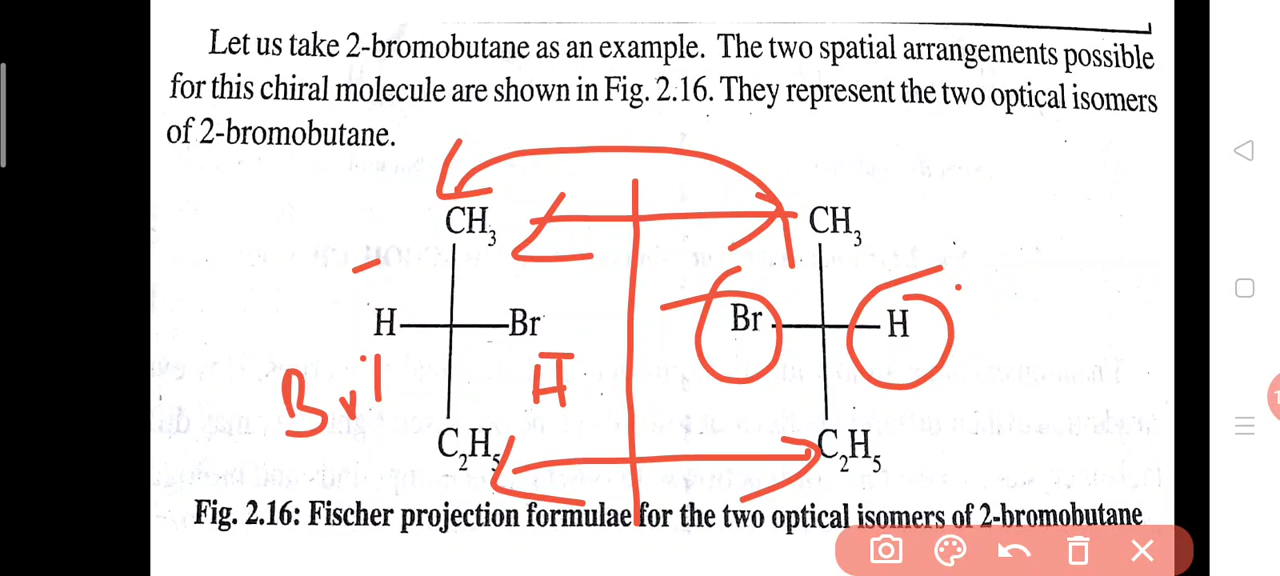 Let us take 2-bromobutane as an example. The two spatial arrangements possible
for this chiral molecule are shown in Fig. 2.16. They represent the two optical isomers
of 2-bromobutane.
CH₃ CH₃
H Br Br H
Br
C₂H₅ C₂H₅
Fig. 2.16: Fischer projection formulae for the two optical isomers of 2-bromobutane